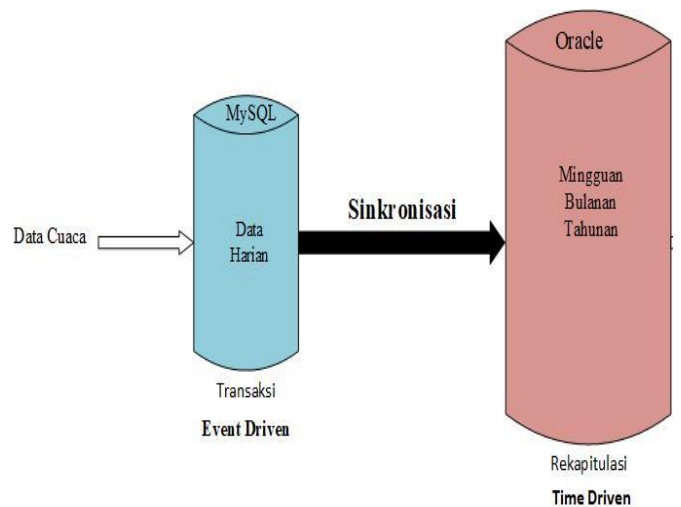 Oracle
MySQL
Mingguan
Bulanan
Tahunan
Sinkronisasi
Data Cuaca
Data
Harian
Transaksi
Event Driven
Rekapitulasi
Time Driven